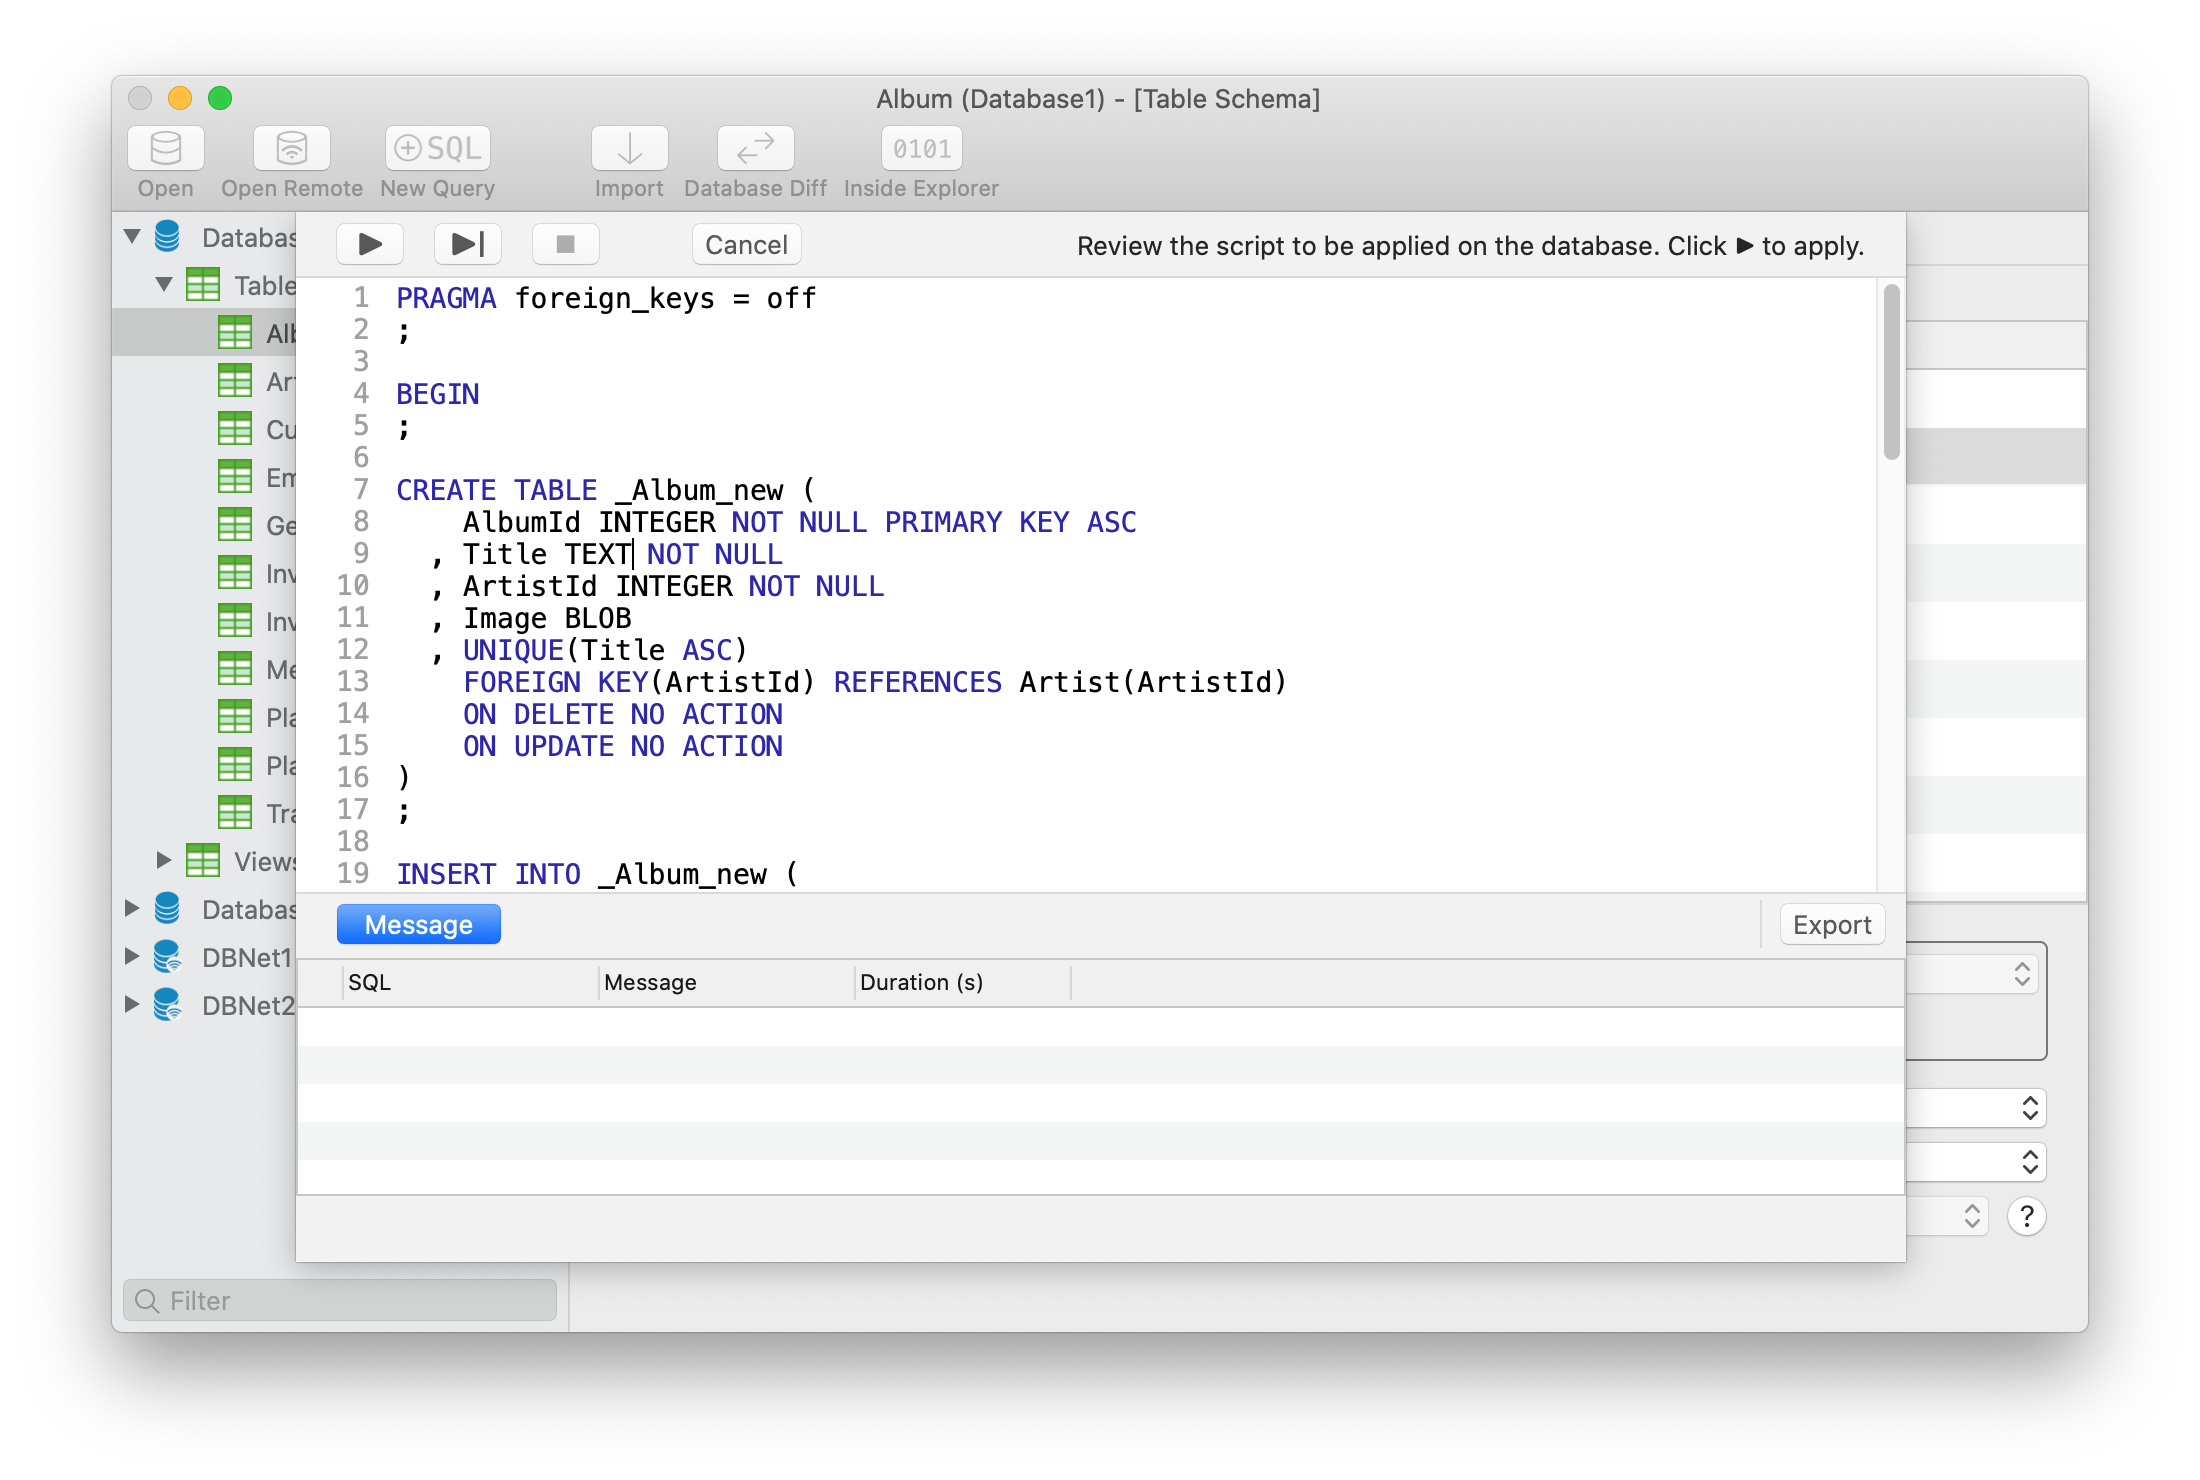 Album (Database1) - [Table Schema]
SQL
0101
Open
Open Remote
New Query
Import
Database Diff
Inside Explorer
Databas
Table
Alb
Art
Cu
Em
Ge
Inv
Inv
Me
Pla
Pla
Tra
Views
Databas
DBNet1
DBNet2
Filter
Cancel
Review the script to be applied on the database. Click ▶ to apply.
1 PRAGMA foreign_keys = off
2 ;
3
4 BEGIN
5 ;
6
7 CREATE TABLE _Album_new (
8 AlbumId INTEGER NOT NULL PRIMARY KEY ASC
9 , Title TEXT NOT NULL
10 , ArtistId INTEGER NOT NULL
11 , Image BLOB
12 , UNIQUE(Title ASC)
13 FOREIGN KEY(ArtistId) REFERENCES Artist(ArtistId)
14 ON DELETE NO ACTION
15 ON UPDATE NO ACTION
16 )
17 ;
18
19 INSERT INTO _Album_new (
Message
Export
SQL
Message
Duration (s)
?